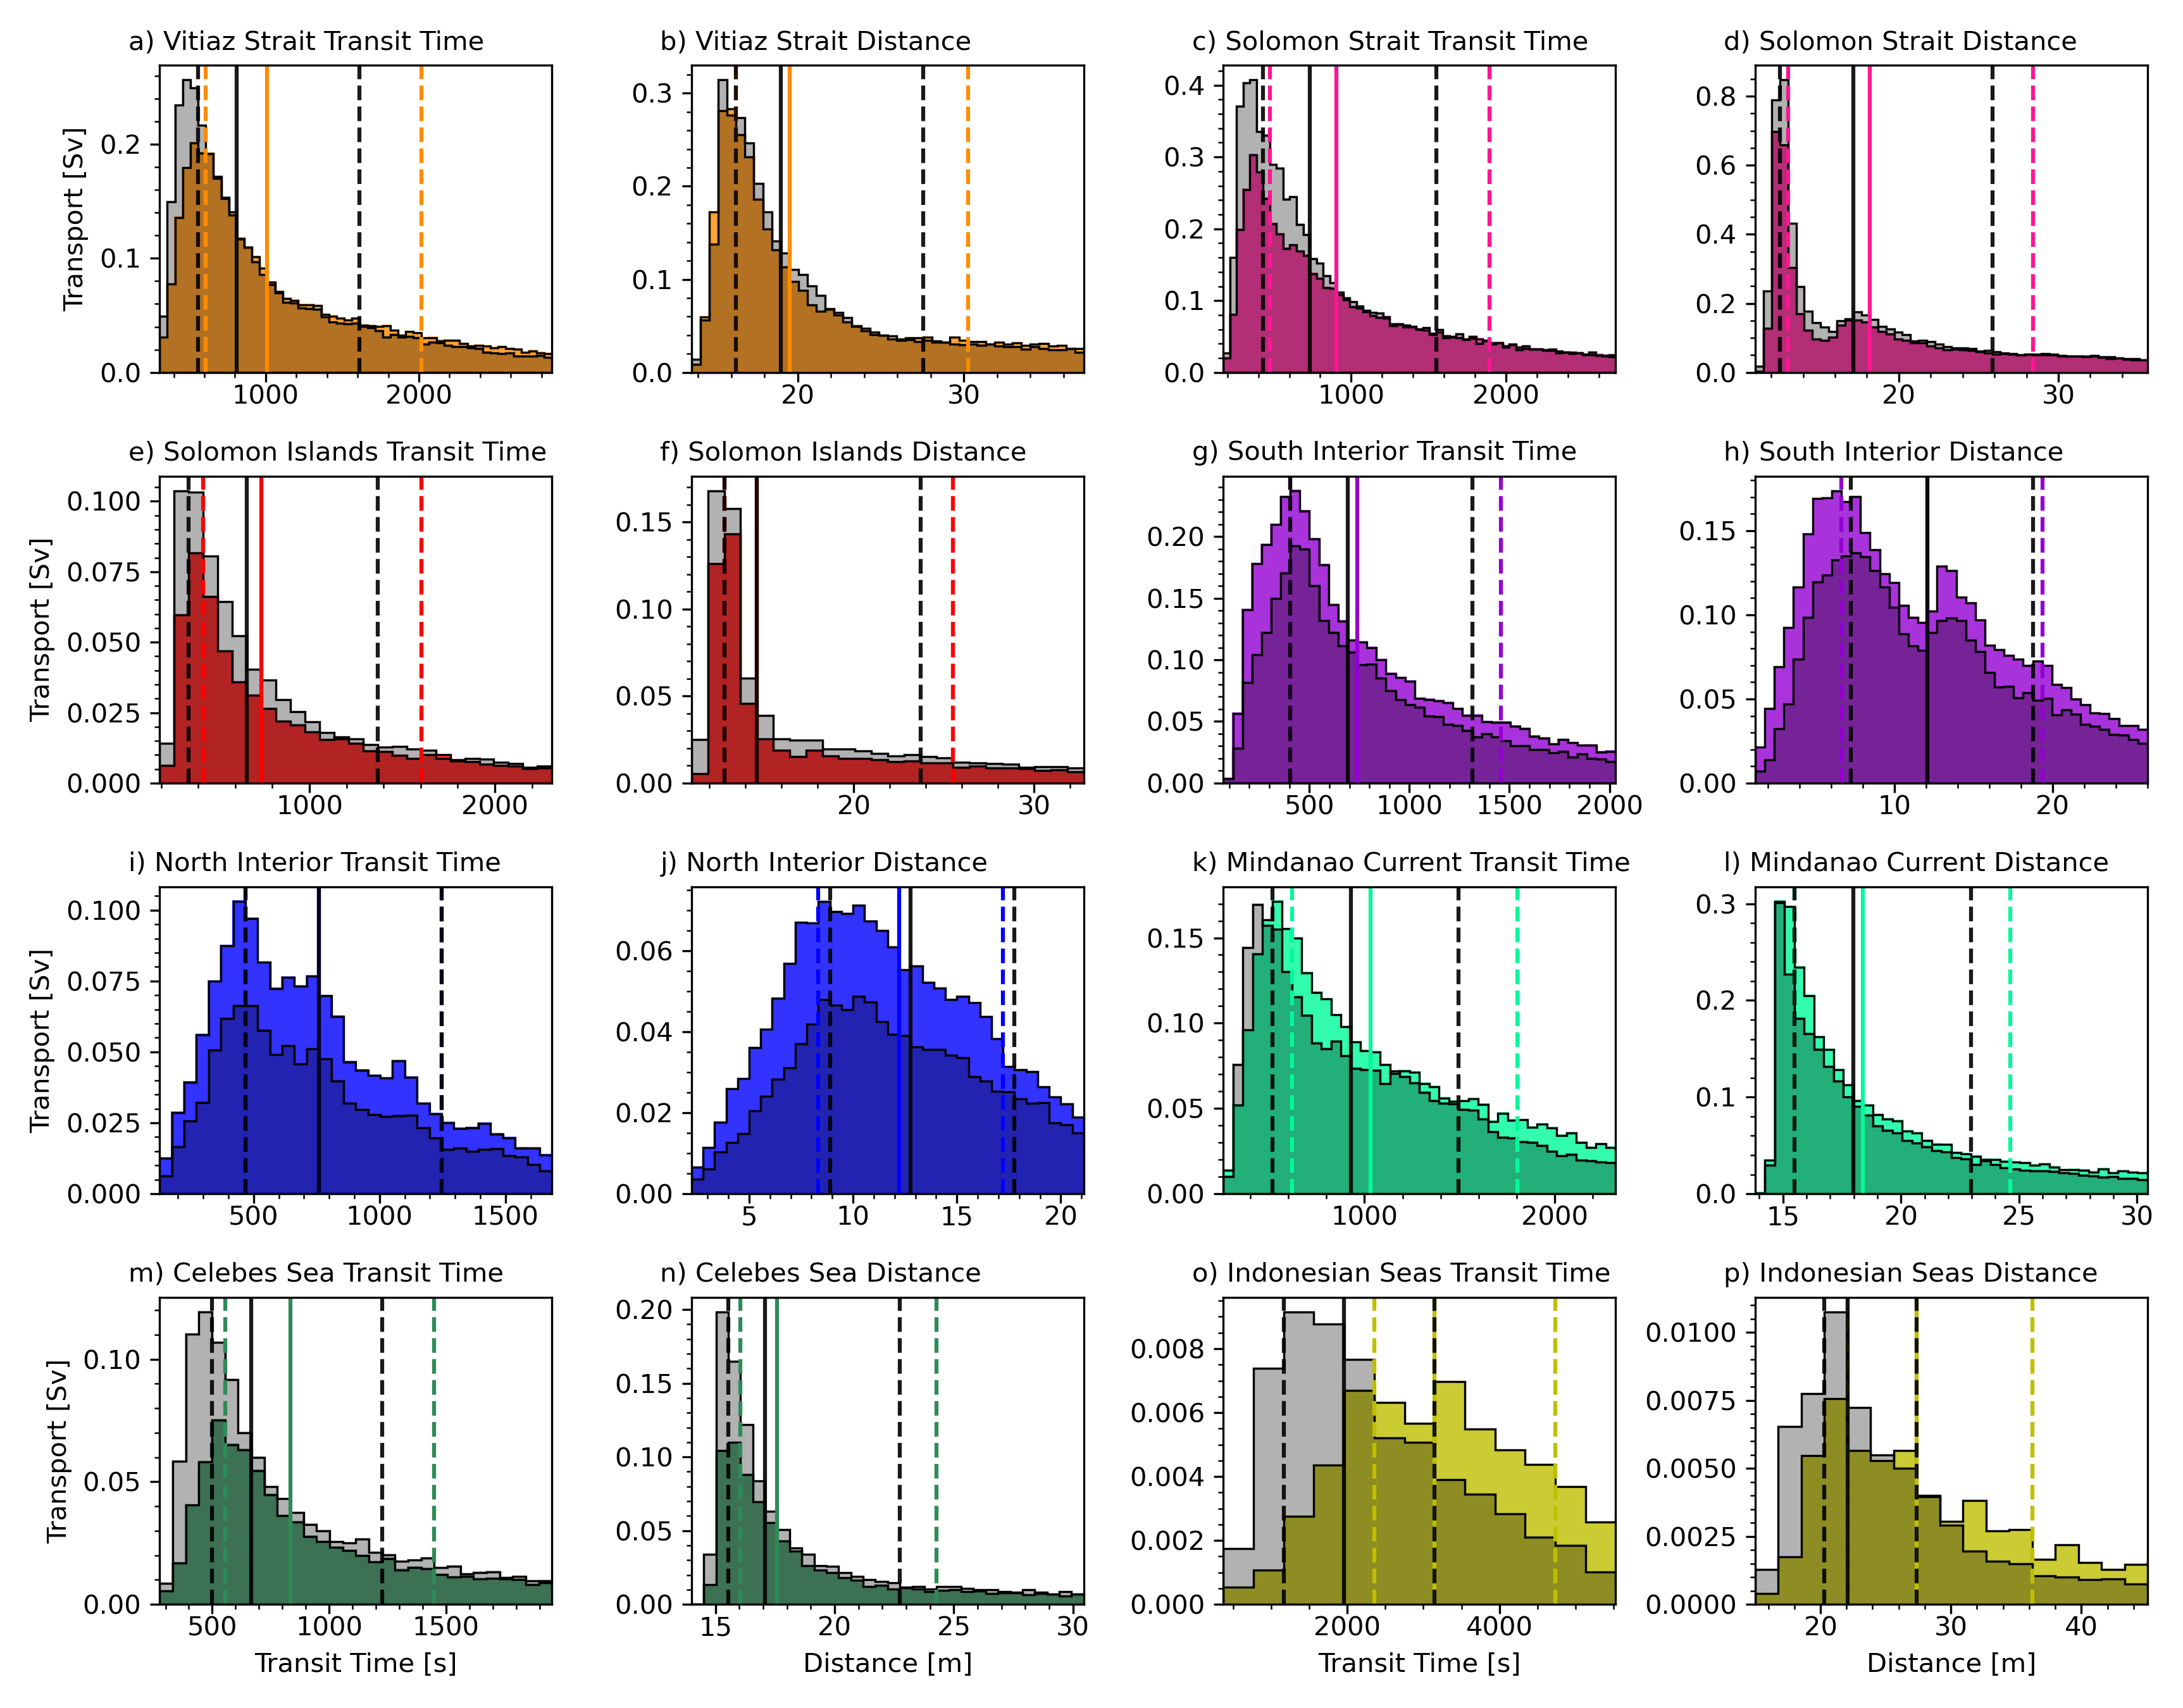 a) Vitiaz Strait Transit Time
b) Vitiaz Strait Distance
c) Solomon Strait Transit Time
d) Solomon Strait Distance
Transport [Sv]
0.0 0.1 0.2
1000 2000
0.0 0.1 0.2 0.3
20 30
0.0 0.1 0.2 0.3 0.4
1000 2000
0.0 0.2 0.4 0.6 0.8
20 30
e) Solomon Islands Transit Time
f) Solomon Islands Distance
g) South Interior Transit Time
h) South Interior Distance
Transport [Sv]
0.000 0.025 0.050 0.075 0.100
1000 2000
0.00 0.05 0.10 0.15
20 30
0.00 0.05 0.10 0.15 0.20
500 1000 1500 2000
0.00 0.05 0.10 0.15
10 20
i) North Interior Transit Time
j) North Interior Distance
k) Mindanao Current Transit Time
l) Mindanao Current Distance
Transport [Sv]
0.000 0.025 0.050 0.075 0.100
500 1000 1500
0.00 0.02 0.04 0.06
5 10 15 20
0.00 0.05 0.10 0.15
1000 2000
0.0 0.1 0.2 0.3
15 20 25 30
m) Celebes Sea Transit Time
n) Celebes Sea Distance
o) Indonesian Seas Transit Time
p) Indonesian Seas Distance
Transport [Sv]
0.00 0.05 0.10
500 1000 1500
Transit Time [s]
0.00 0.05 0.10 0.15 0.20
15 20 25 30
Distance [m]
0.000 0.002 0.004 0.006 0.008
2000 4000
Transit Time [s]
0.0000 0.0025 0.0050 0.0075 0.0100
20 30 40
Distance [m]